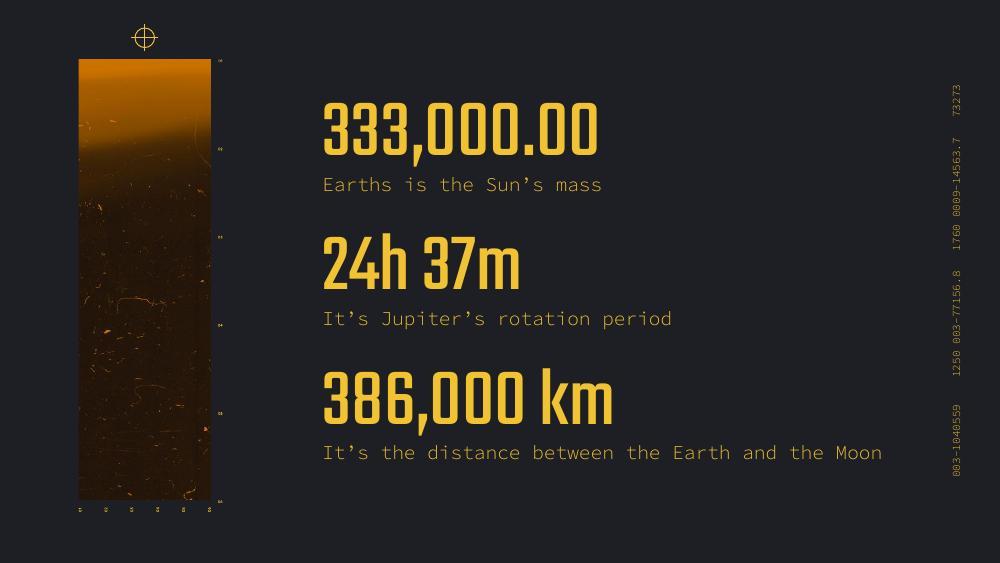 333,000.00
Earths is the Sun’s mass
24h 37m
It’s Jupiter’s rotation period
386,000 km
It’s the distance between the Earth and the Moon
003-1040559 1250 003-77156.8 1760 0009-14563.7 73273